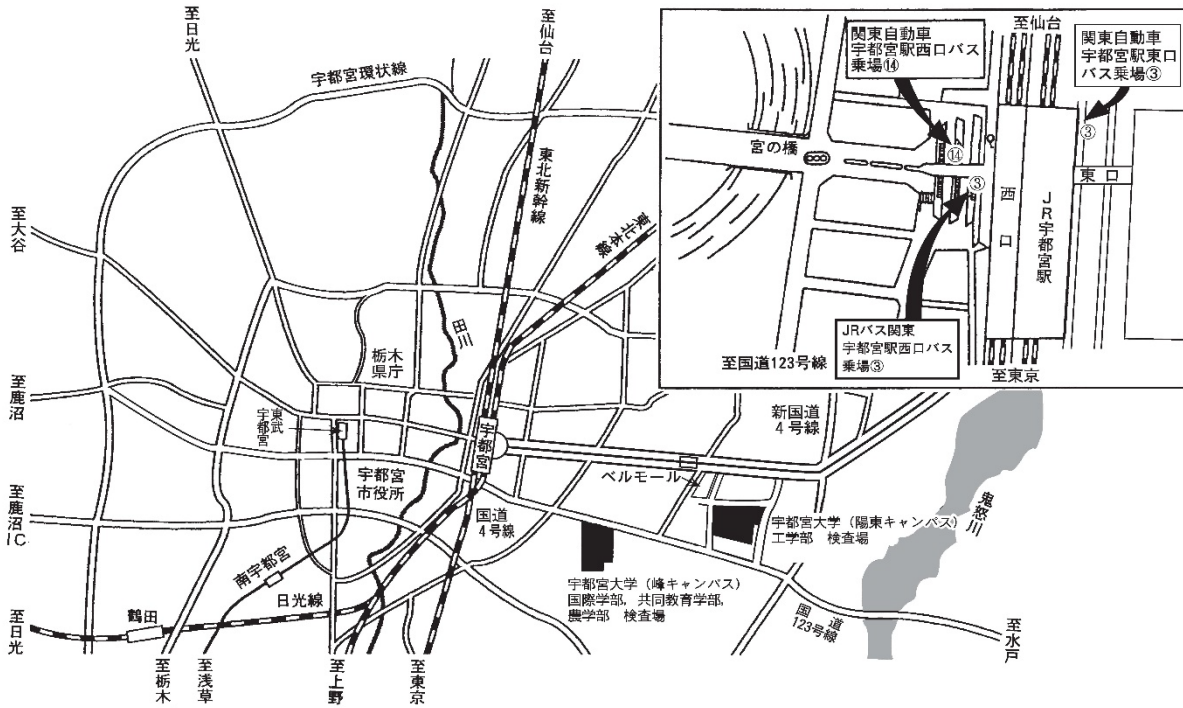 至日光
至仙台
宇都宮環状線
東北新幹線
東北本線
至大谷
田川
栃木
県庁
至鹿沼
東武
宇都宮
宇都宮
宇都宮
市役所
至鹿沼IC
国道
4号線
南宇都宮
日光線
鶴田
至日光
至栃木
至浅草
至上野
至東京
新国道
4号線
ベルモール
宇都宮大学(陽東キャンパス)
工学部 検査場
宇都宮大学(峰キャンパス)
国際学部,共同教育学部,
農学部 検査場
鬼怒川
国道
123号線
至水戸
至仙台
関東自動車
宇都宮駅西口バス
乗場⑭
関東自動車
宇都宮駅東口
バス乗場③
宮の橋
⑭
③
③
東口
西口
JR宇都宮駅
JRバス関東
宇都宮駅西口バス
乗場③
至国道123号線
至東京